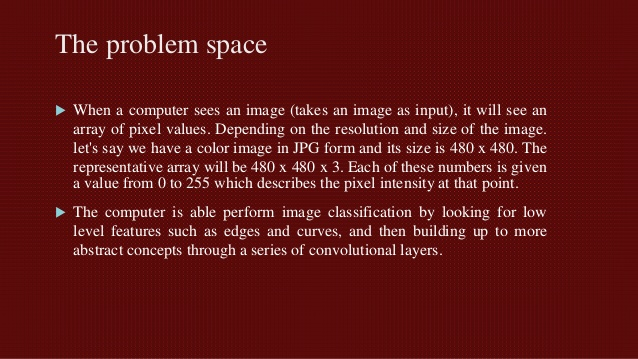 The problem space
When a computer sees an image (takes an image as input), it will see an
array of pixel values. Depending on the resolution and size of the image.
let's say we have a color image in JPG form and its size is 480 x 480. The
representative array will be 480 x 480 x 3. Each of these numbers is given
a value from 0 to 255 which describes the pixel intensity at that point.
The computer is able perform image classification by looking for low
level features such as edges and curves, and then building up to more
abstract concepts through a series of convolutional layers.